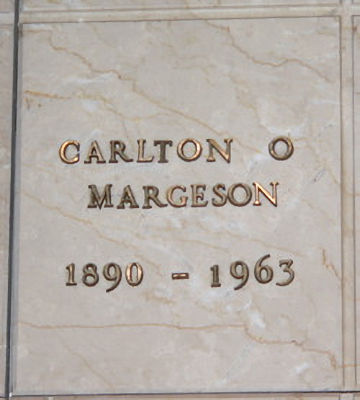 CARLTON O
MARGESON
1890 - 1963